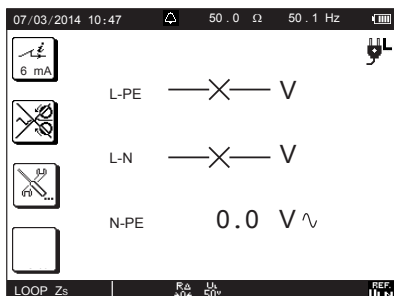 07/03/2014 10:47 50.0 Ω 50.1 Hz
i
6 mA
L
L-PE V
L-N V
N-PE 0.0 V
LOOP Zs
REF.